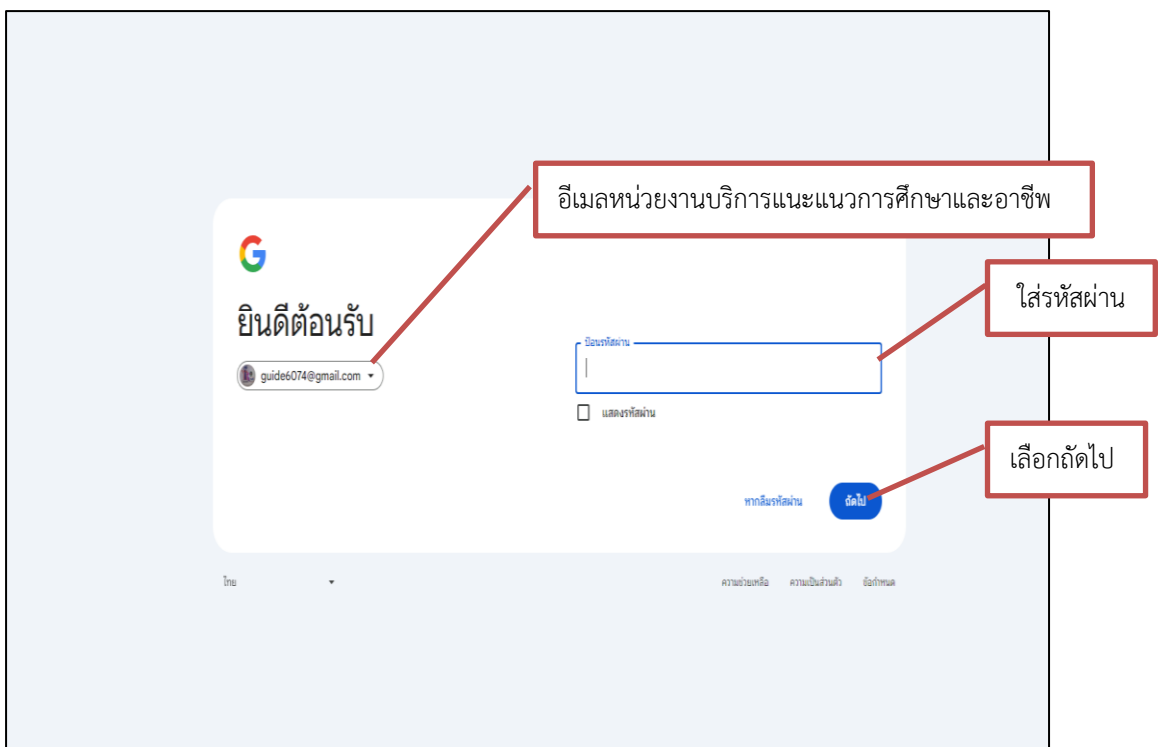 อีเมลหน่วยงานบริการแนะแนวการศึกษาและอาชีพ
ยินดีต้อนรับ
guide6074@gmail.com
ใส่รหัสผ่าน
ป้อนรหัสผ่าน
แสดงรหัสผ่าน
เลือกถัดไป
หากลืมรหัสผ่าน
ถัดไป
ไทย
ความช่วยเหลือ ความเป็นส่วนตัว ข้อกำหนด